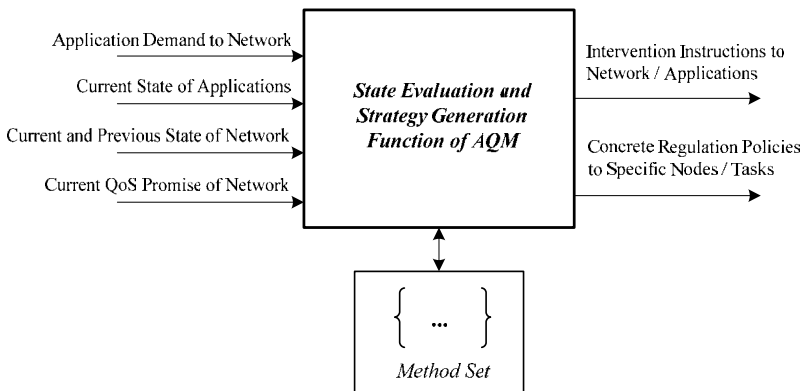 Application Demand to Network
Current State of Applications
Current and Previous State of Network
Current QoS Promise of Network
State Evaluation and
Strategy Generation
Function of AQM
Intervention Instructions to
Network / Applications
Concrete Regulation Policies
to Specific Nodes / Tasks
{ ... }
Method Set